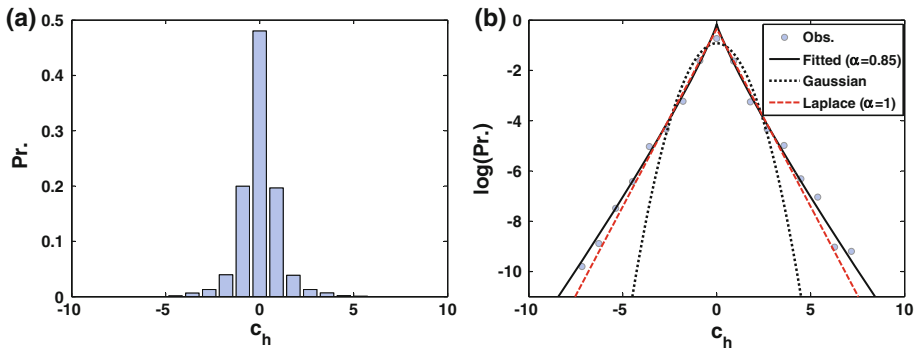 (a)
0.5
0.4
0.3
0.2
0.1
0
Pr.
-10
-5
0
5
10
c_h
(b)
0
-2
-4
-6
-8
-10
log(Pr.)
-10
-5
0
5
10
c_h
Obs.
Fitted (α=0.85)
Gaussian
Laplace (α=1)